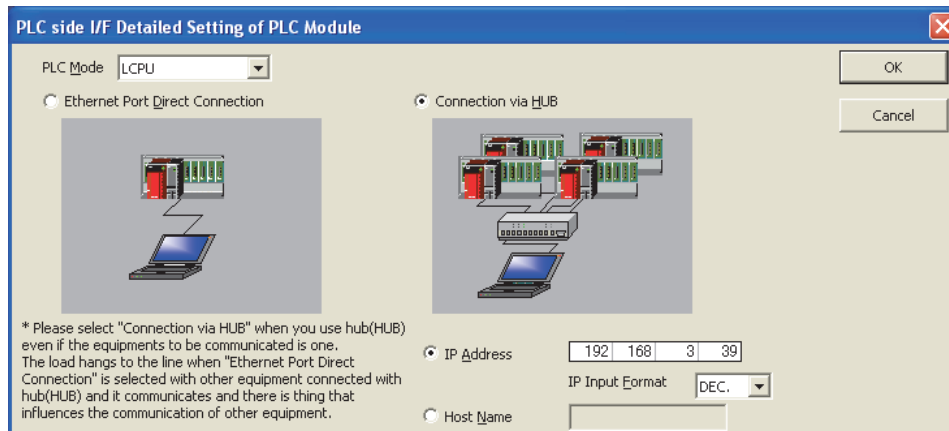 PLC side I/F Detailed Setting of PLC Module
PLC Mode LCPU
OK
Ethernet Port Direct Connection
Connection via HUB
Cancel
* Please select "Connection via HUB" when you use hub(HUB)
even if the equipments to be communicated is one.
The load hangs to the line when "Ethernet Port Direct
Connection" is selected with other equipment connected with
hub(HUB) and it communicates and there is thing that
influences the communication of other equipment.
IP Address 192 168 3 39
IP Input Format DEC.
Host Name